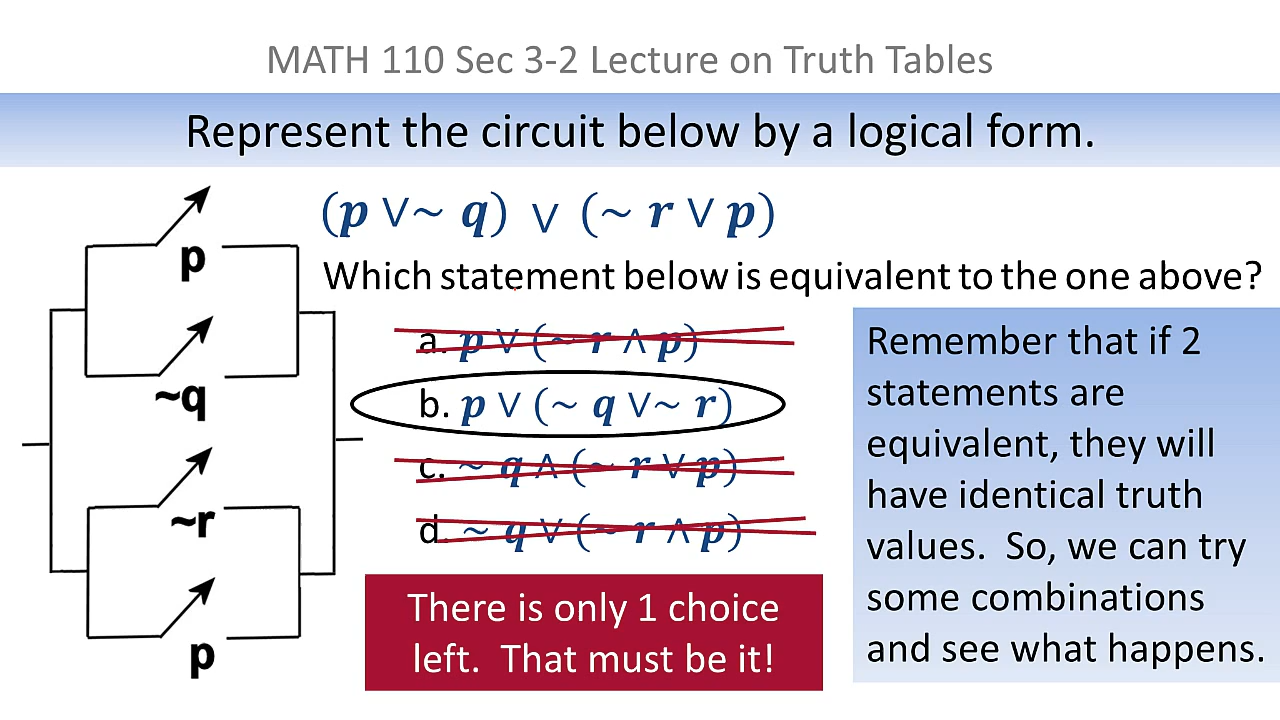 MATH 110 Sec 3-2 Lecture on Truth Tables
Represent the circuit below by a logical form.
(p ∨~ q) ∨ (~ r ∨ p)
Which statement below is equivalent to the one above?
a. p ∨ (~ r ∧ p)
b. p ∨ (~ q ∨~ r)
c. ~ q ∧ (~ r ∨ p)
d. ~ q ∨ (~ r ∧ p)
p
~q
~r
p
There is only 1 choice
left. That must be it!
Remember that if 2
statements are
equivalent, they will
have identical truth
values. So, we can try
some combinations
and see what happens.